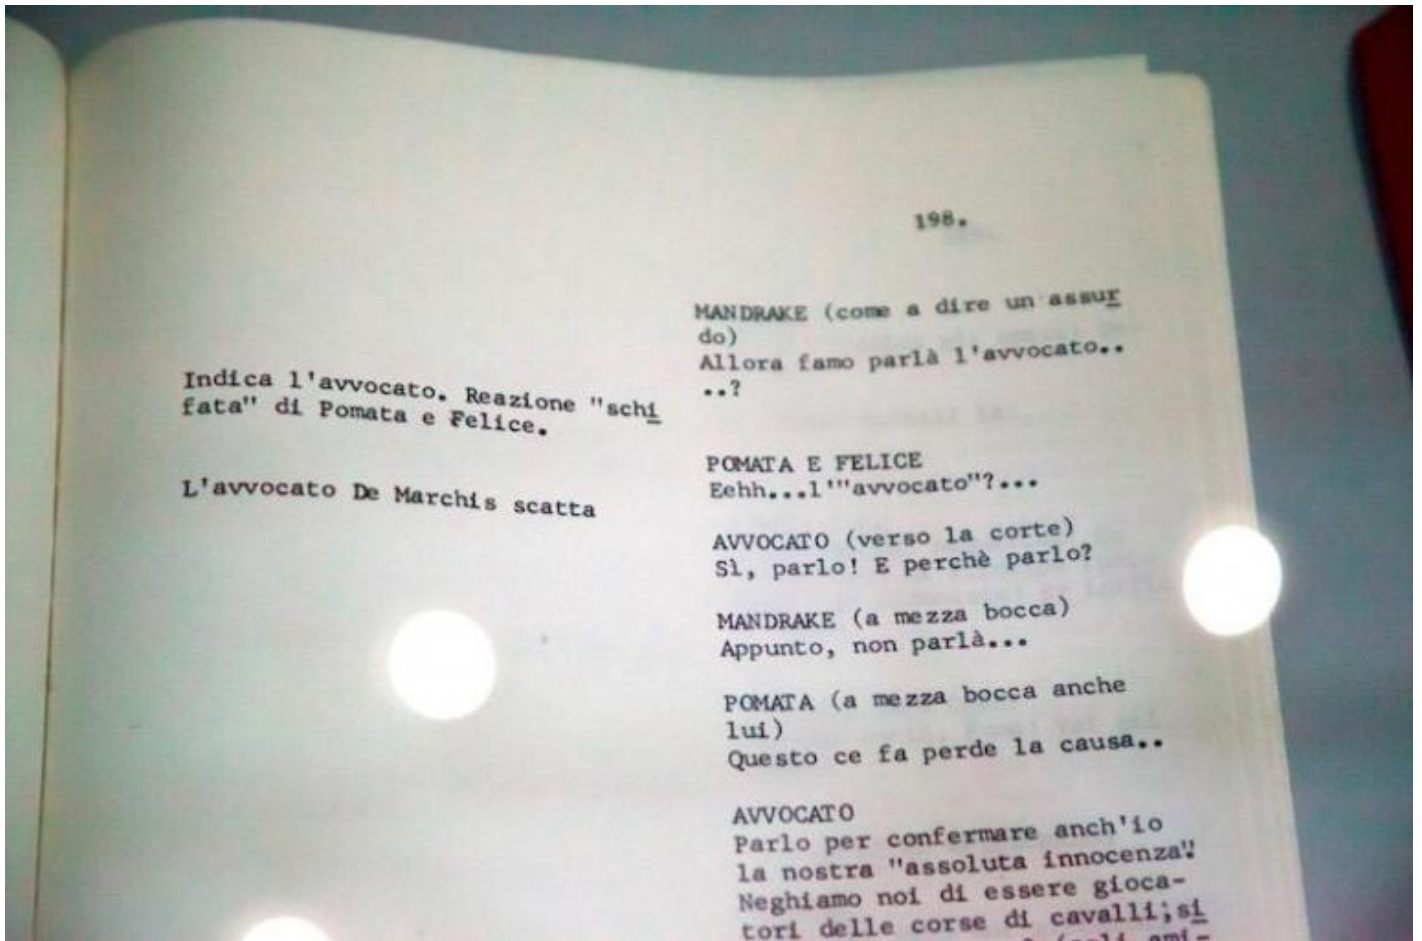 198.
Indica l'avvocato. Reazione "schi
fata" di Pomata e Felice.
L'avvocato De Marchis scatta
MANDRAKE (come a dire un assur
do)
Allora famo parlà l'avvocato..
..?
POMATA E FELICE
Eehh...l'"avvocato"?...
AVVOCATO (verso la corte)
Sì, parlo! E perchè parlo?
MANDRAKE (a mezza bocca)
Appunto, non parlà...
POMATA (a mezza bocca anche
lui)
Questo ce fa perde la causa..
AVVOCATO
Parlo per confermare anch'io
la nostra "assoluta innocenza".
Neghiamo noi di essere gioca-
tori delle corse di cavalli; si